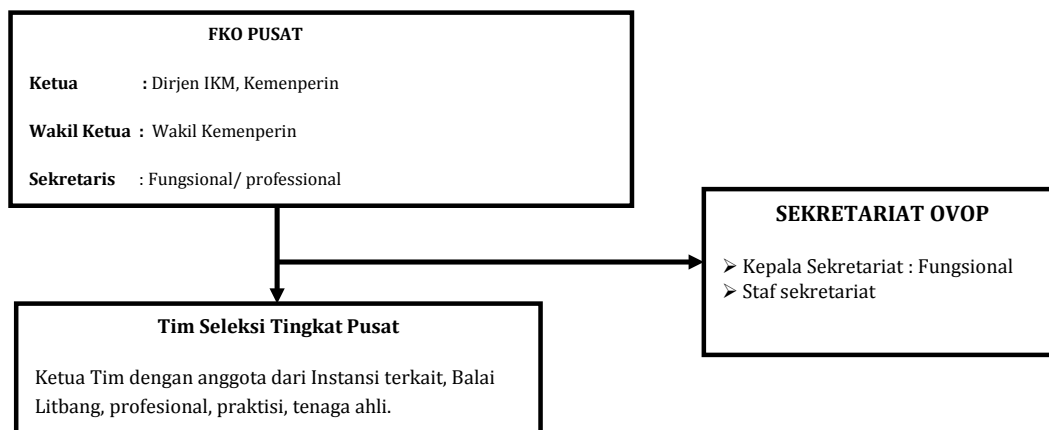 FKO PUSAT
Ketua : Dirjen IKM, Kemenperin
Wakil Ketua : Wakil Kemenperin
Sekretaris : Fungsional/ professional
SEKRETARIAT OVOP
➢ Kepala Sekretariat : Fungsional
➢ Staf sekretariat
Tim Seleksi Tingkat Pusat
Ketua Tim dengan anggota dari Instansi terkait, Balai
Litbang, profesional, praktisi, tenaga ahli.